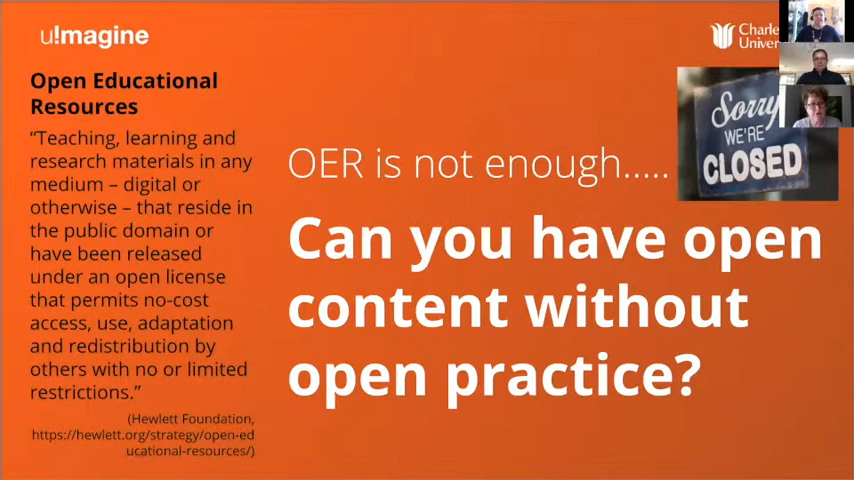 u!magine
Charle
Univer
Open Educational
Resources
“Teaching, learning and
research materials in any
medium – digital or
otherwise – that reside in
the public domain or
have been released
under an open license
that permits no-cost
access, use, adaptation
and redistribution by
others with no or limited
restrictions.”
(Hewlett Foundation,
https://hewlett.org/strategy/open-ed
ucational-resources/)
OER is not enough.....
Can you have open
content without
open practice?
Sorry
WE'RE
CLOSED